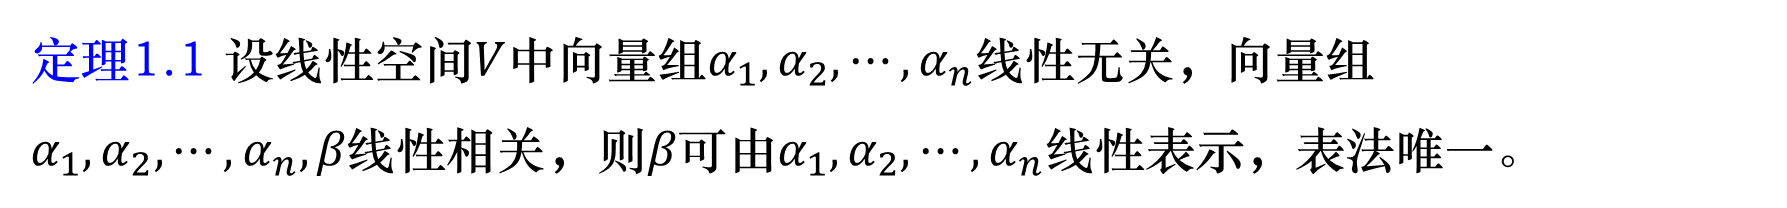 定理1.1 设线性空间V中向量组α₁, α₂, ⋯ , αₙ线性无关，向量组
α₁, α₂, ⋯ , αₙ, β线性相关，则β可由α₁, α₂, ⋯ , αₙ线性表示，表法唯一。